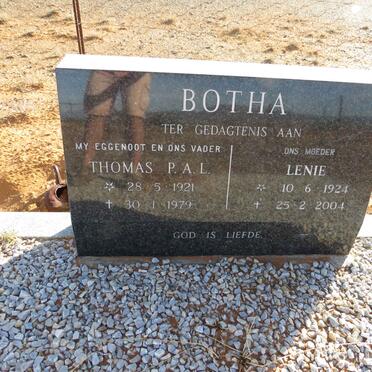 BOTHA
TER GEDAGTENIS AAN
MY EGGENOOT EN ONS VADER
THOMAS P.A.L.
☆ 28·5·1921
✝ 30·1·1979
ONS MOEDER
LENIE
☆ 10·6·1924
✝ 25·2·2004
GOD IS LIEFDE.